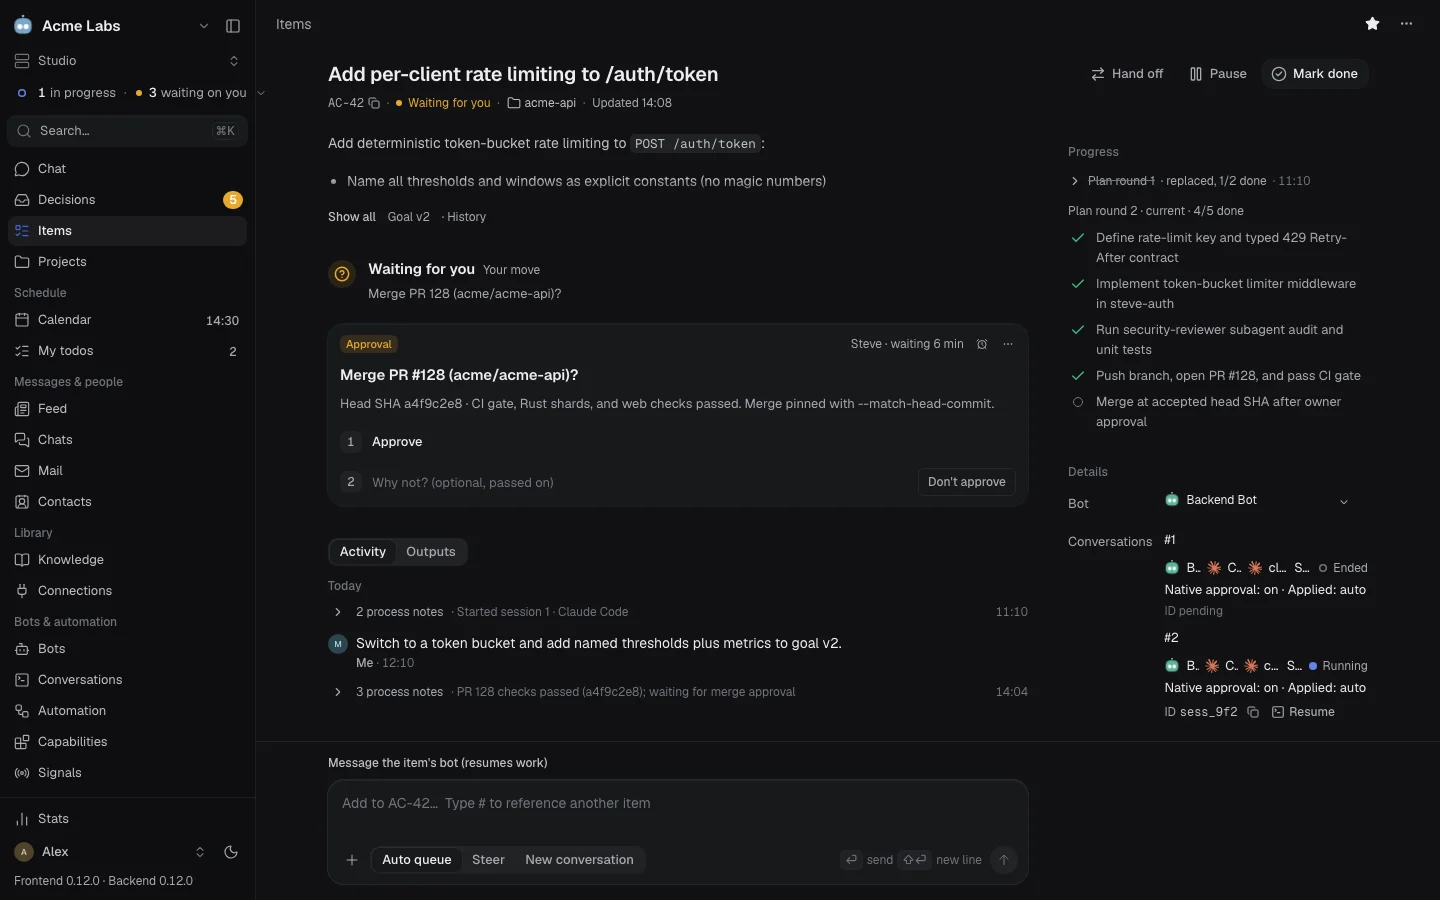 Acme Labs
Studio
1 in progress · 3 waiting on you
Search... ⌘K
Chat
Decisions 5
Items
Projects
Schedule
Calendar 14:30
My todos 2
Messages & people
Feed
Chats
Mail
Contacts
Library
Knowledge
Connections
Bots & automation
Bots
Conversations
Automation
Capabilities
Signals
Stats
A Alex
Frontend 0.12.0 · Backend 0.12.0
Items
Add per-client rate limiting to /auth/token
Hand off Pause Mark done
AC-42 · Waiting for you · acme-api · Updated 14:08
Add deterministic token-bucket rate limiting to POST /auth/token:
• Name all thresholds and windows as explicit constants (no magic numbers)
Show all Goal v2 · History
Waiting for you Your move
Merge PR 128 (acme/acme-api)?
Approval Steve · waiting 6 min
Merge PR #128 (acme/acme-api)?
Head SHA a4f9c2e8 · CI gate, Rust shards, and web checks passed. Merge pinned with --match-head-commit.
1 Approve
2 Why not? (optional, passed on) Don't approve
Activity Outputs
Today
2 process notes · Started session 1 · Claude Code 11:10
M Switch to a token bucket and add named thresholds plus metrics to goal v2.
Me · 12:10
3 process notes · PR 128 checks passed (a4f9c2e8); waiting for merge approval 14:04
Message the item's bot (resumes work)
Add to AC-42... Type # to reference another item
Auto queue Steer New conversation send new line
Progress
Plan round 1 · replaced, 1/2 done · 11:10
Plan round 2 · current · 4/5 done
Define rate-limit key and typed 429 Retry-
After contract
Implement token-bucket limiter middleware
in steve-auth
Run security-reviewer subagent audit and
unit tests
Push branch, open PR #128, and pass CI gate
Merge at accepted head SHA after owner
approval
Details
Bot Backend Bot
Conversations #1
B.. C.. cl... S... Ended
Native approval: on · Applied: auto
ID pending
#2
B.. C.. c... S... Running
Native approval: on · Applied: auto
ID sess_9f2 Resume